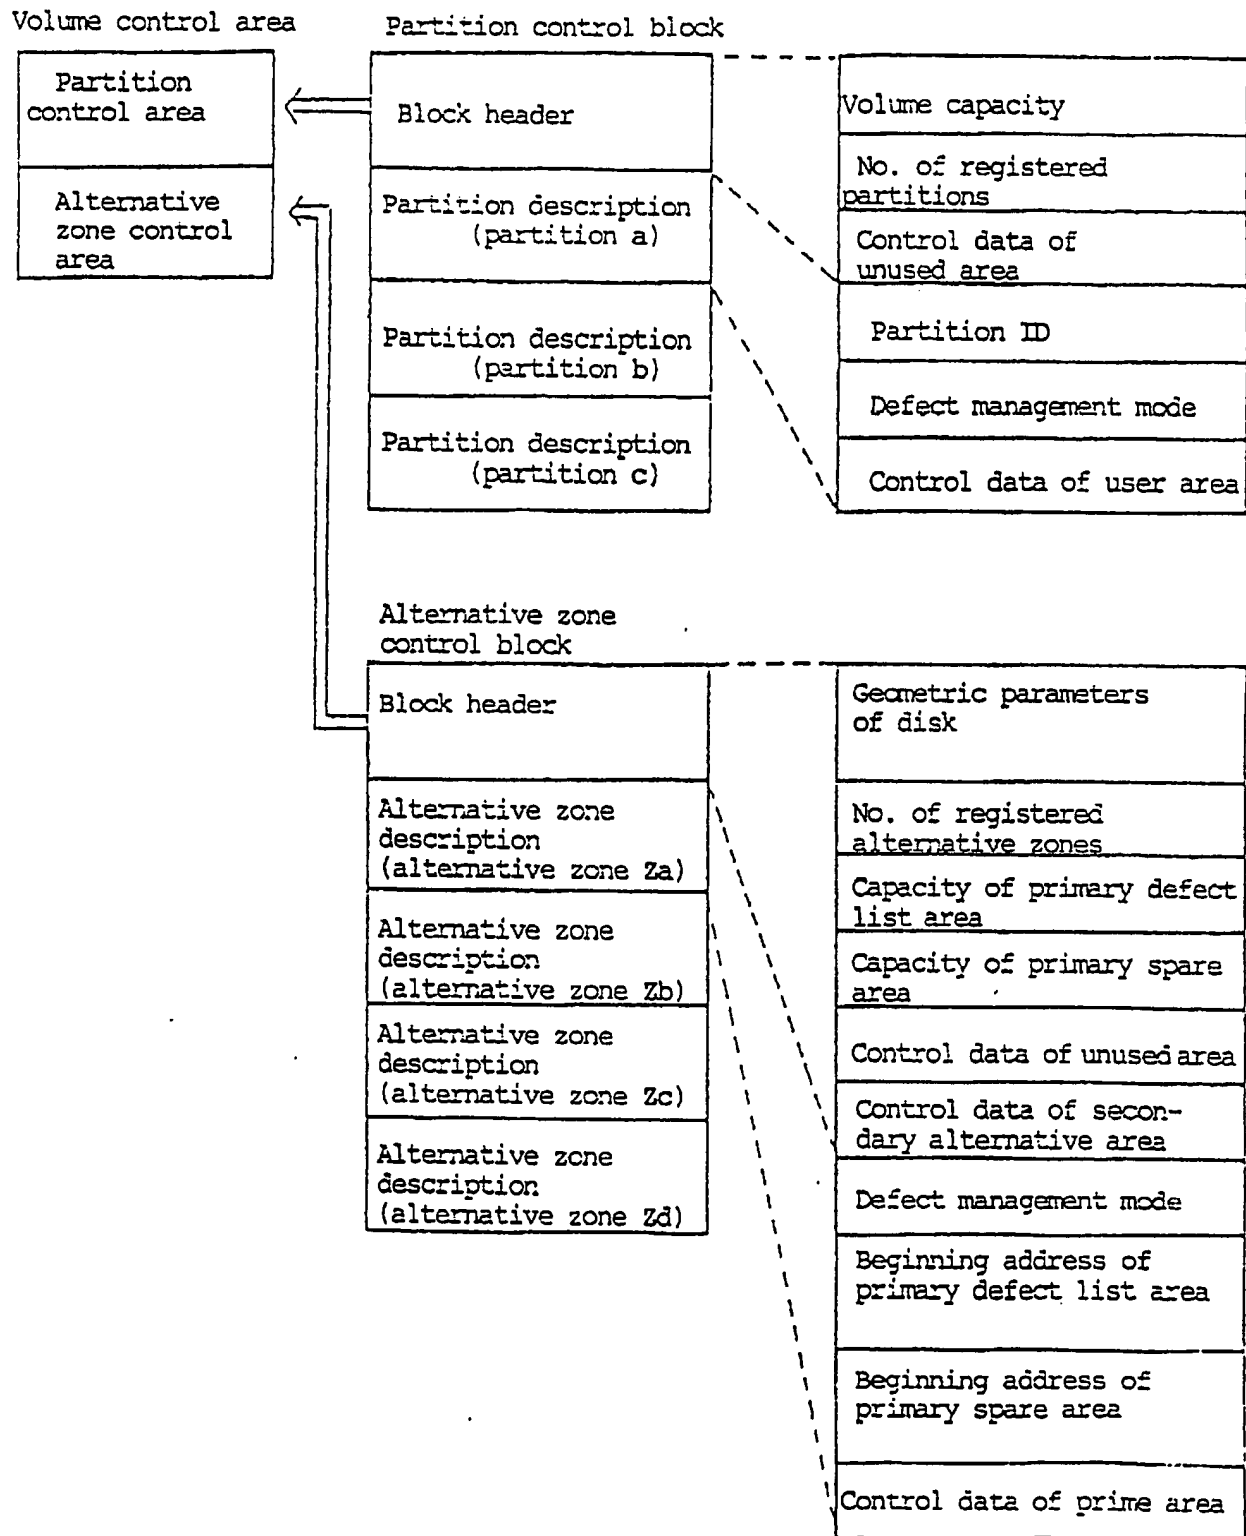 Volume control area
Partition
control area
Alternative
zone control
area
Partition control block
Block header
Partition description
(partition a)
Partition description
(partition b)
Partition description
(partition c)
Volume capacity
No. of registered
partitions
Control data of
unused area
Partition ID
Defect management mode
Control data of user area
Alternative zone
control block
Block header
Alternative zone
description
(alternative zone Za)
Alternative zone
description
(alternative zone Zb)
Alternative zone
description
(alternative zone Zc)
Alternative zone
description
(alternative zone Zd)
Geometric parameters
of disk
No. of registered
alternative zones
Capacity of primary defect
list area
Capacity of primary spare
area
Control data of unused area
Control data of secon-
dary alternative area
Defect management mode
Beginning address of
primary defect list area
Beginning address of
primary spare area
Control data of prime area